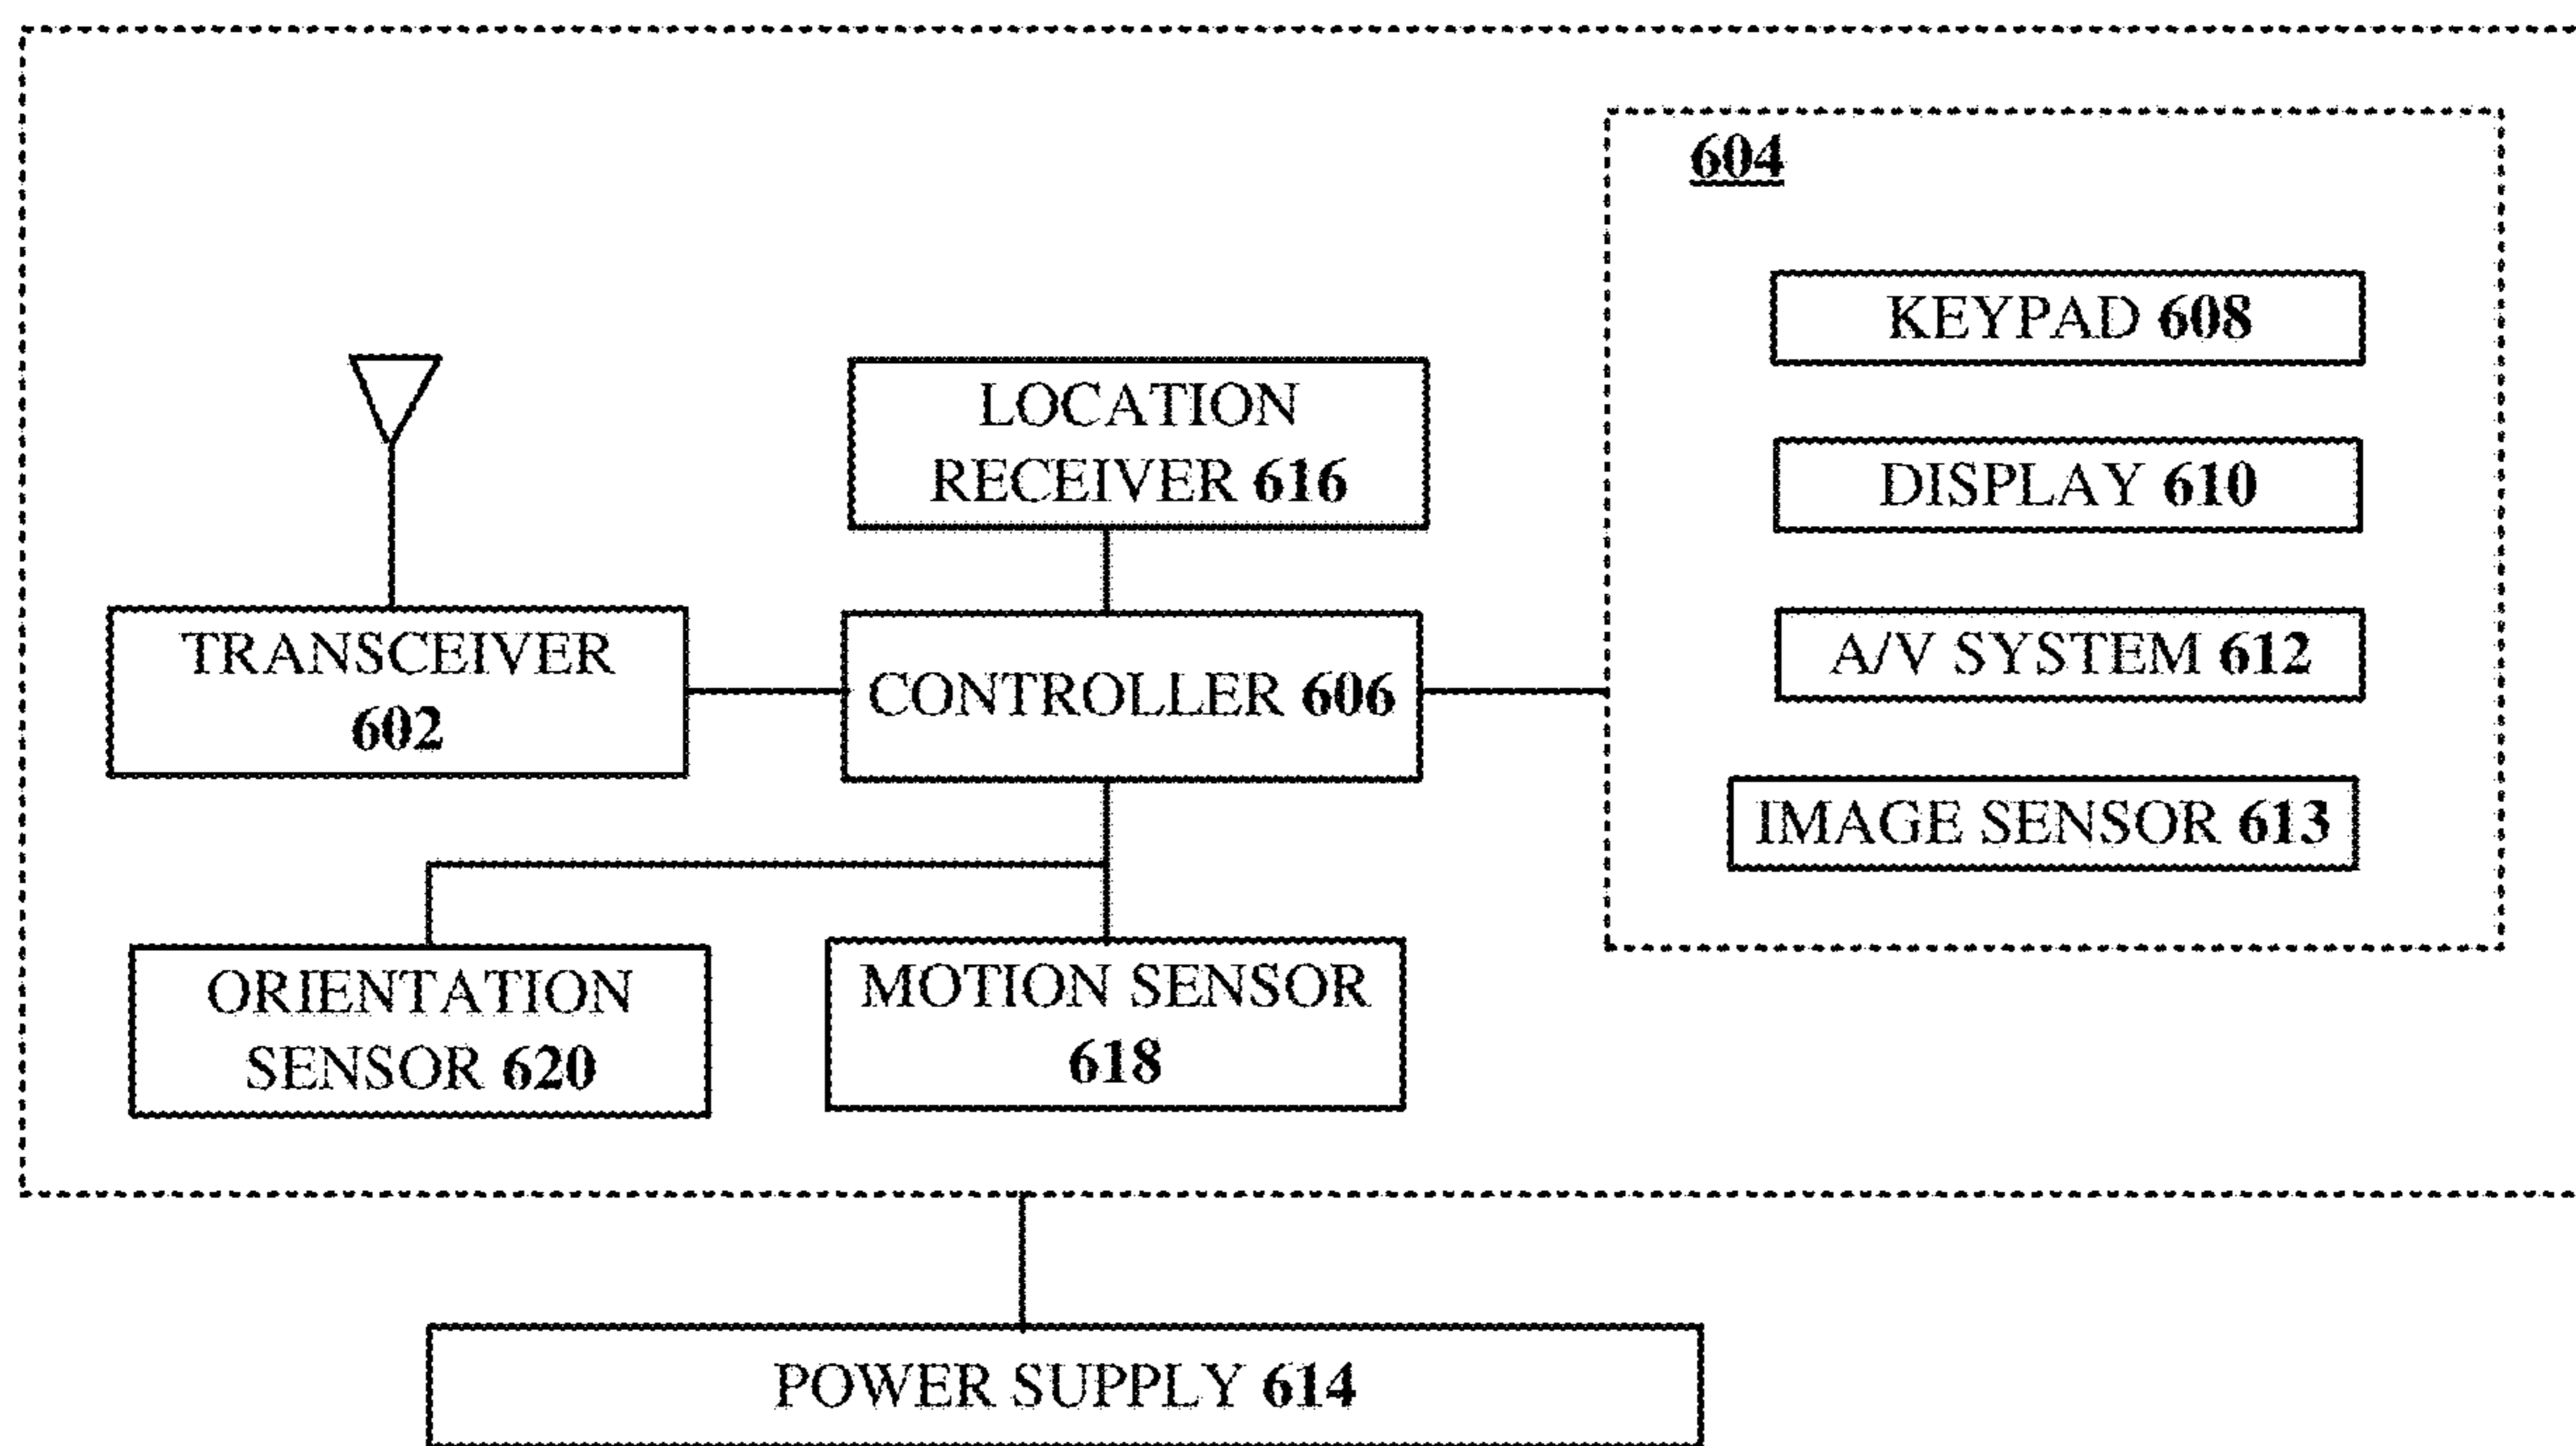 604
KEYPAD 608
DISPLAY 610
A/V SYSTEM 612
IMAGE SENSOR 613
LOCATION
RECEIVER 616
TRANSCEIVER
602
CONTROLLER 606
ORIENTATION
SENSOR 620
MOTION SENSOR
618
POWER SUPPLY 614